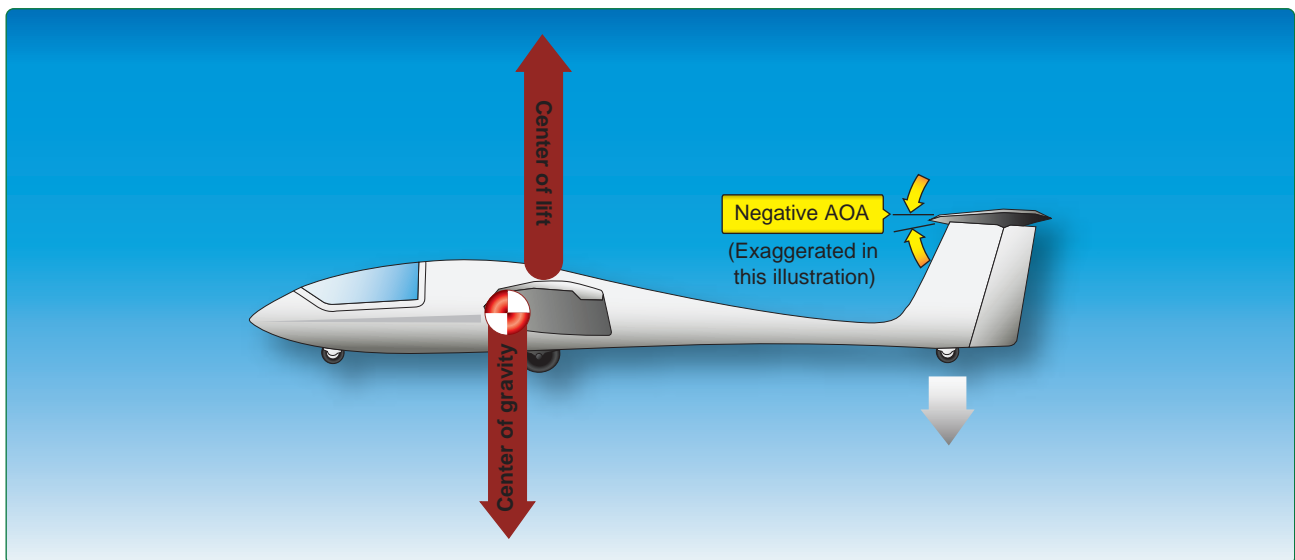 Center of lift
Negative AOA
(Exaggerated in
this illustration)
Center of gravity